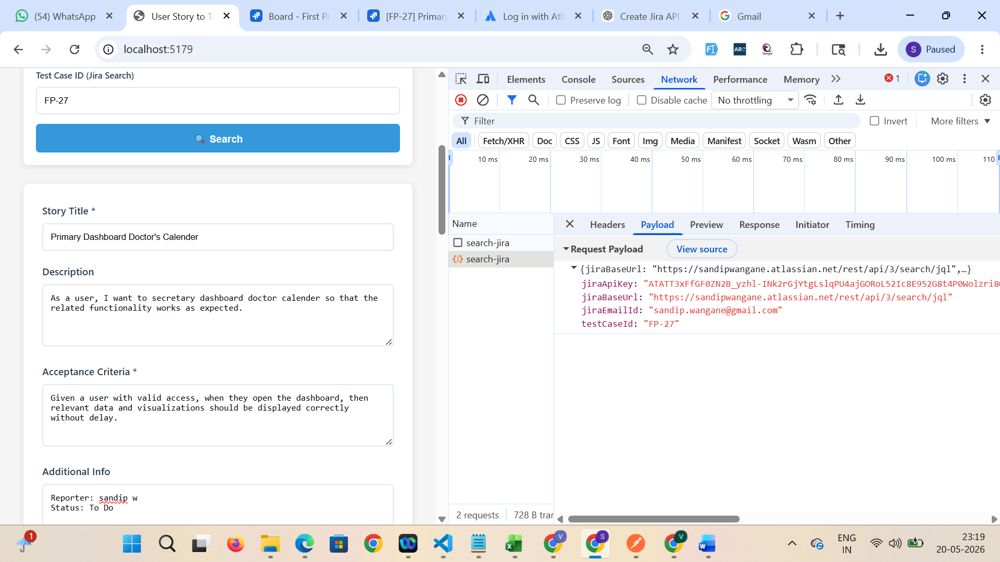 (54) WhatsApp
User Story to Te
Board - First Pr
[FP-27] Primary
Log in with Atla
Create Jira API
Gmail
localhost:5179
FI
ARC
Qeagle
S Paused
Test Case ID (Jira Search)
FP-27
🔍 Search
Story Title *
Primary Dashboard Doctor's Calender
Description
As a user, I want to secretary dashboard doctor calender so that the
related functionality works as expected.
Acceptance Criteria *
Given a user with valid access, when they open the dashboard, then
relevant data and visualizations should be displayed correctly
without delay.
Additional Info
Reporter: sandip w
Status: To Do
Elements Console Sources Network Performance Memory 1
Preserve log Disable cache No throttling
Filter Invert More filters
All Fetch/XHR Doc CSS JS Font Img Media Manifest Socket Wasm Other
10 ms 20 ms 30 ms 40 ms 50 ms 60 ms 70 ms 80 ms 90 ms 100 ms 110
Name
search-jira
search-jira
Headers Payload Preview Response Initiator Timing
Request Payload View source
{jiraBaseUrl: "https://sandipwangane.atlassian.net/rest/api/3/search/jql",…}
jiraApiKey: 
jiraBaseUrl: "https://sandipwangane.atlassian.net/rest/api/3/search/jql"
jiraEmailId: "sandip.wangane@gmail.com"
testCaseId: "FP-27"
2 requests 728 B tran
1
V
S
V
ENG
IN
23:19
20-05-2026